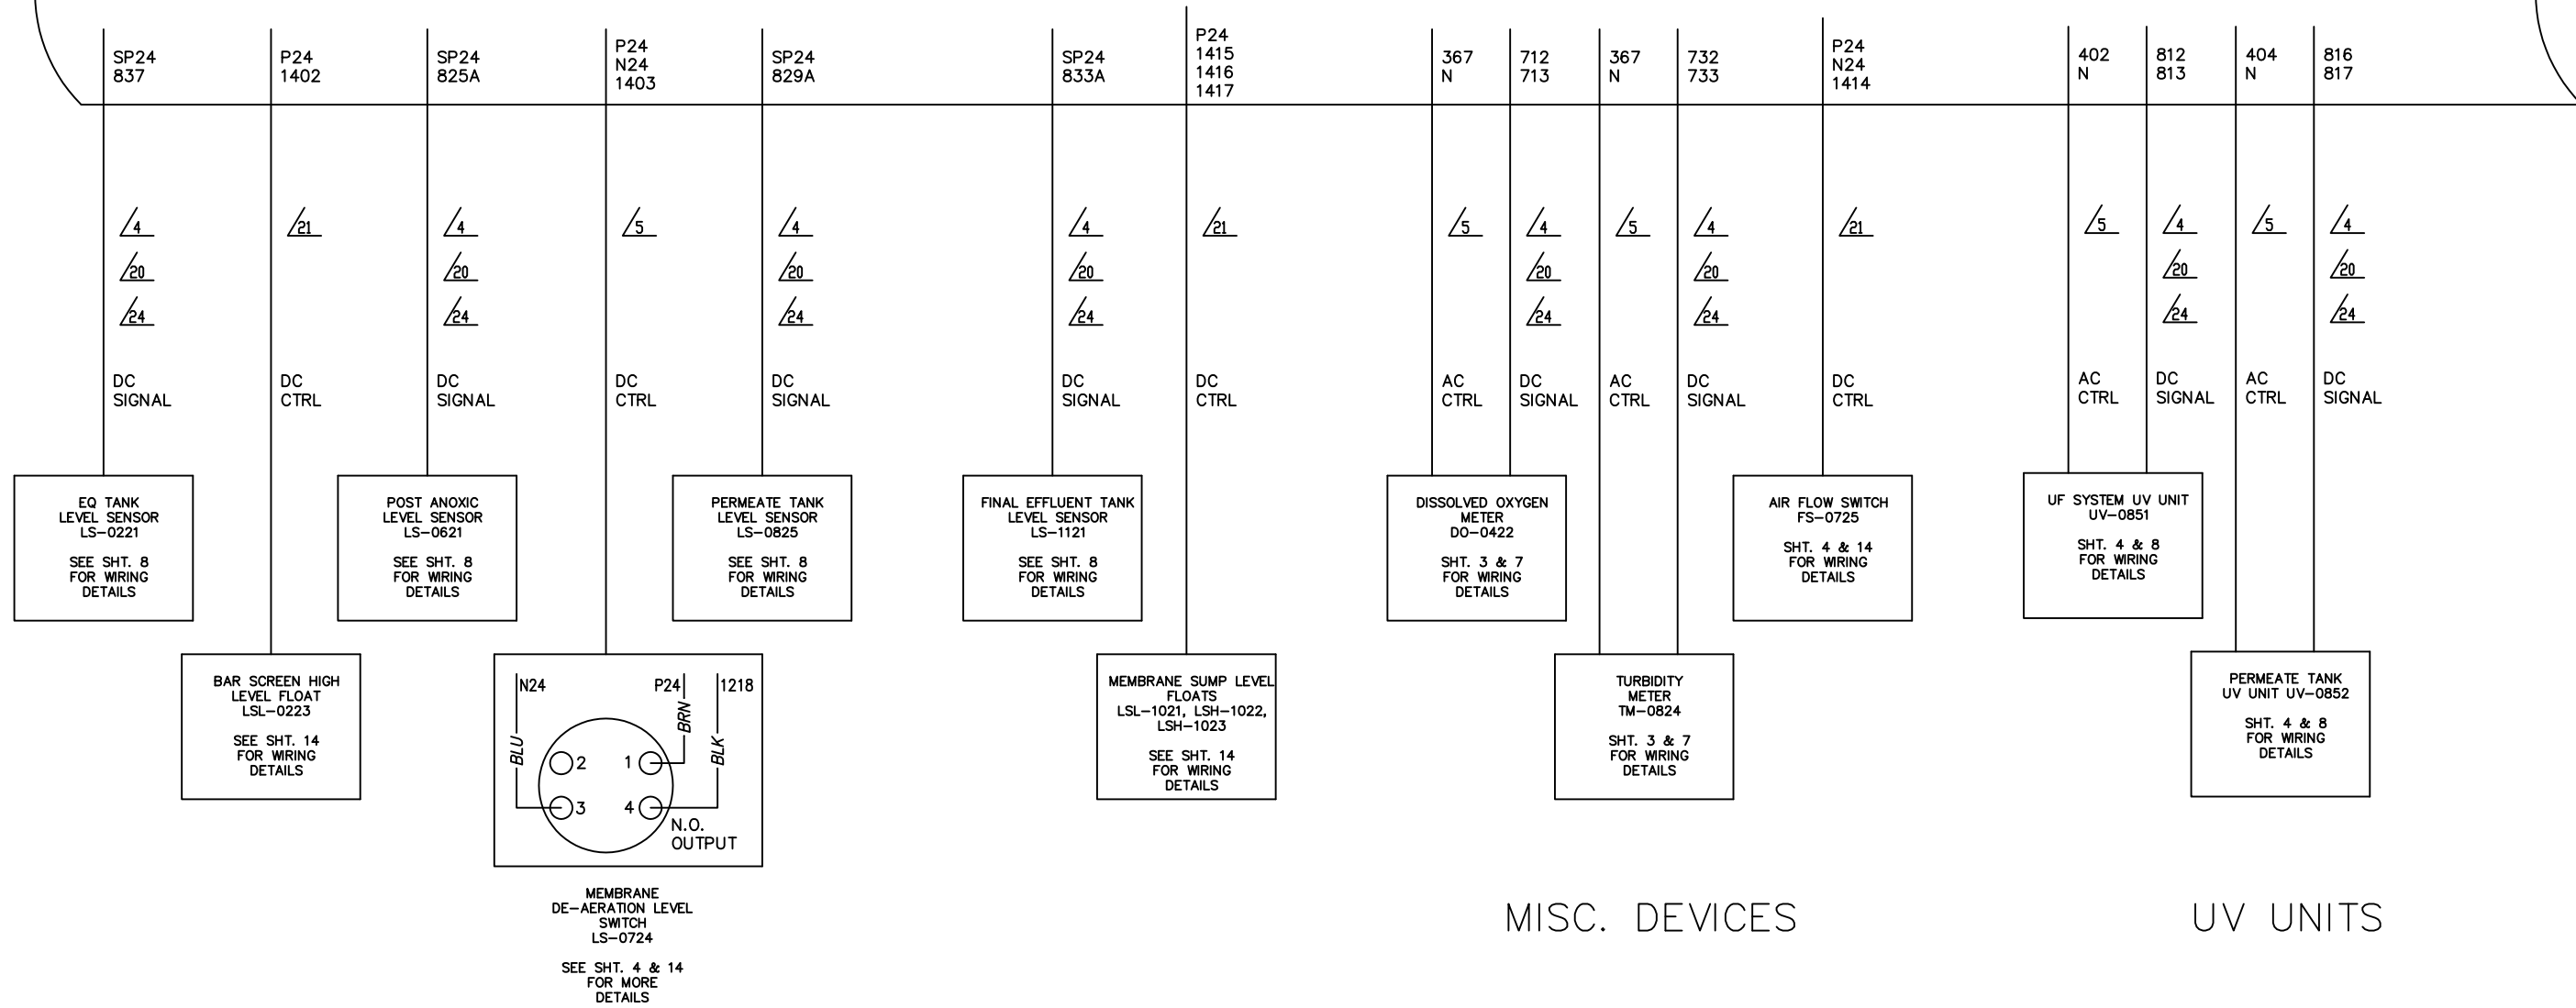 SP24
837
P24
1402
SP24
825A
P24
N24
1403
SP24
829A
SP24
833A
P24
1415
1416
1417
367
N
712
713
367
N
732
733
P24
N24
1414
402
N
812
813
404
N
816
817
4
20
24
21
4
20
24
5
4
20
24
4
20
24
21
5
4
20
24
5
4
20
24
21
5
4
20
24
5
4
20
24
DC
SIGNAL
DC
CTRL
DC
SIGNAL
DC
CTRL
DC
SIGNAL
DC
SIGNAL
DC
CTRL
AC
CTRL
DC
SIGNAL
AC
CTRL
DC
SIGNAL
DC
CTRL
AC
CTRL
DC
SIGNAL
AC
CTRL
DC
SIGNAL
EQ TANK
LEVEL SENSOR
LS-0221
SEE SHT. 8
FOR WIRING
DETAILS
POST ANOXIC
LEVEL SENSOR
LS-0621
SEE SHT. 8
FOR WIRING
DETAILS
PERMEATE TANK
LEVEL SENSOR
LS-0825
SEE SHT. 8
FOR WIRING
DETAILS
FINAL EFFLUENT TANK
LEVEL SENSOR
LS-1121
SEE SHT. 8
FOR WIRING
DETAILS
DISSOLVED OXYGEN
METER
DO-0422
SHT. 3 & 7
FOR WIRING
DETAILS
AIR FLOW SWITCH
FS-0725
SHT. 4 & 14
FOR WIRING
DETAILS
UF SYSTEM UV UNIT
UV-0851
SHT. 4 & 8
FOR WIRING
DETAILS
BAR SCREEN HIGH
LEVEL FLOAT
LSL-0223
SEE SHT. 14
FOR WIRING
DETAILS
N24
P24
1218
BLU
BRN
BLK
2
1
3
4
N.O.
OUTPUT
MEMBRANE
DE-AERATION LEVEL
SWITCH
LS-0724
SEE SHT. 4 & 14
FOR MORE
DETAILS
MEMBRANE SUMP LEVEL
FLOATS
LSL-1021, LSH-1022,
LSH-1023
SEE SHT. 14
FOR WIRING
DETAILS
TURBIDITY
METER
TM-0824
SHT. 3 & 7
FOR WIRING
DETAILS
PERMEATE TANK
UV UNIT UV-0852
SHT. 4 & 8
FOR WIRING
DETAILS
MISC. DEVICES
UV UNITS